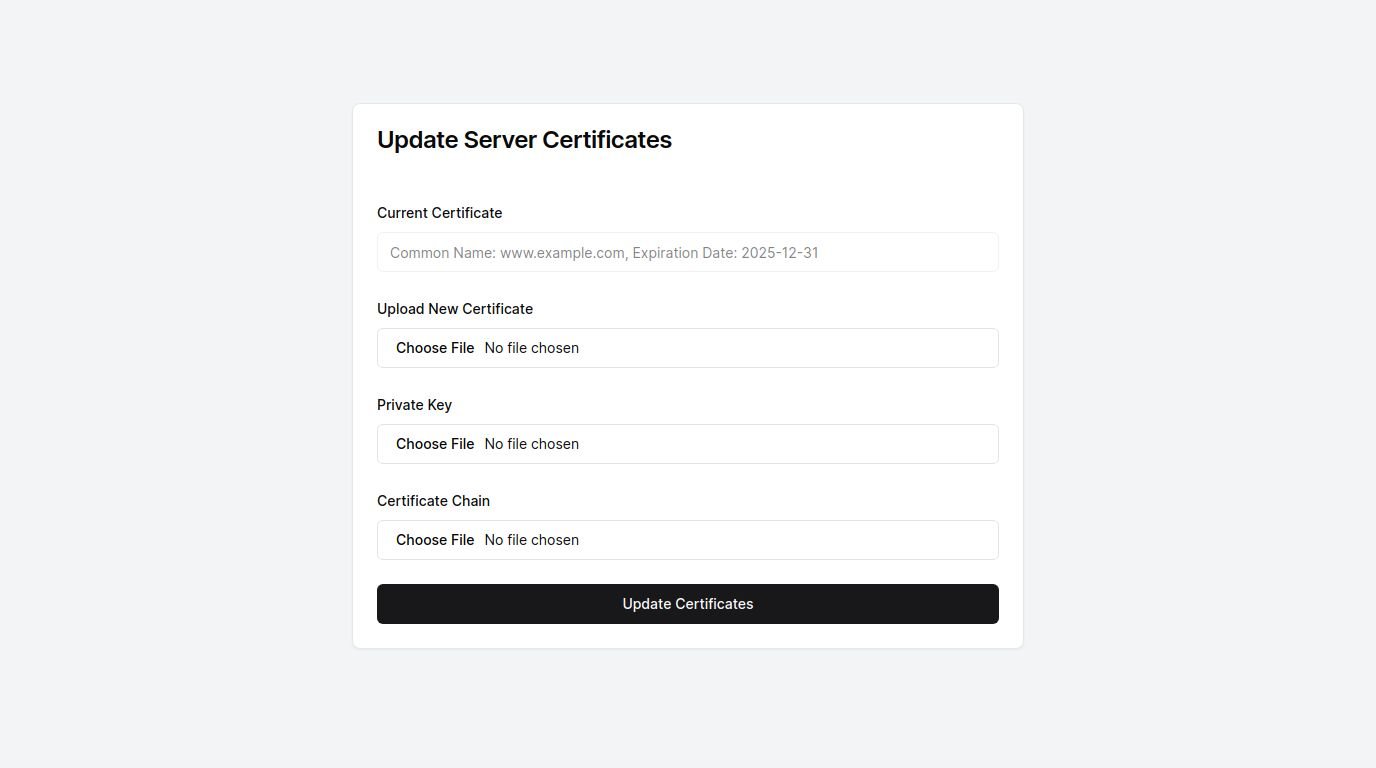 Update Server Certificates
Current Certificate
Common Name: www.example.com, Expiration Date: 2025-12-31
Upload New Certificate
Choose File No file chosen
Private Key
Choose File No file chosen
Certificate Chain
Choose File No file chosen
Update Certificates